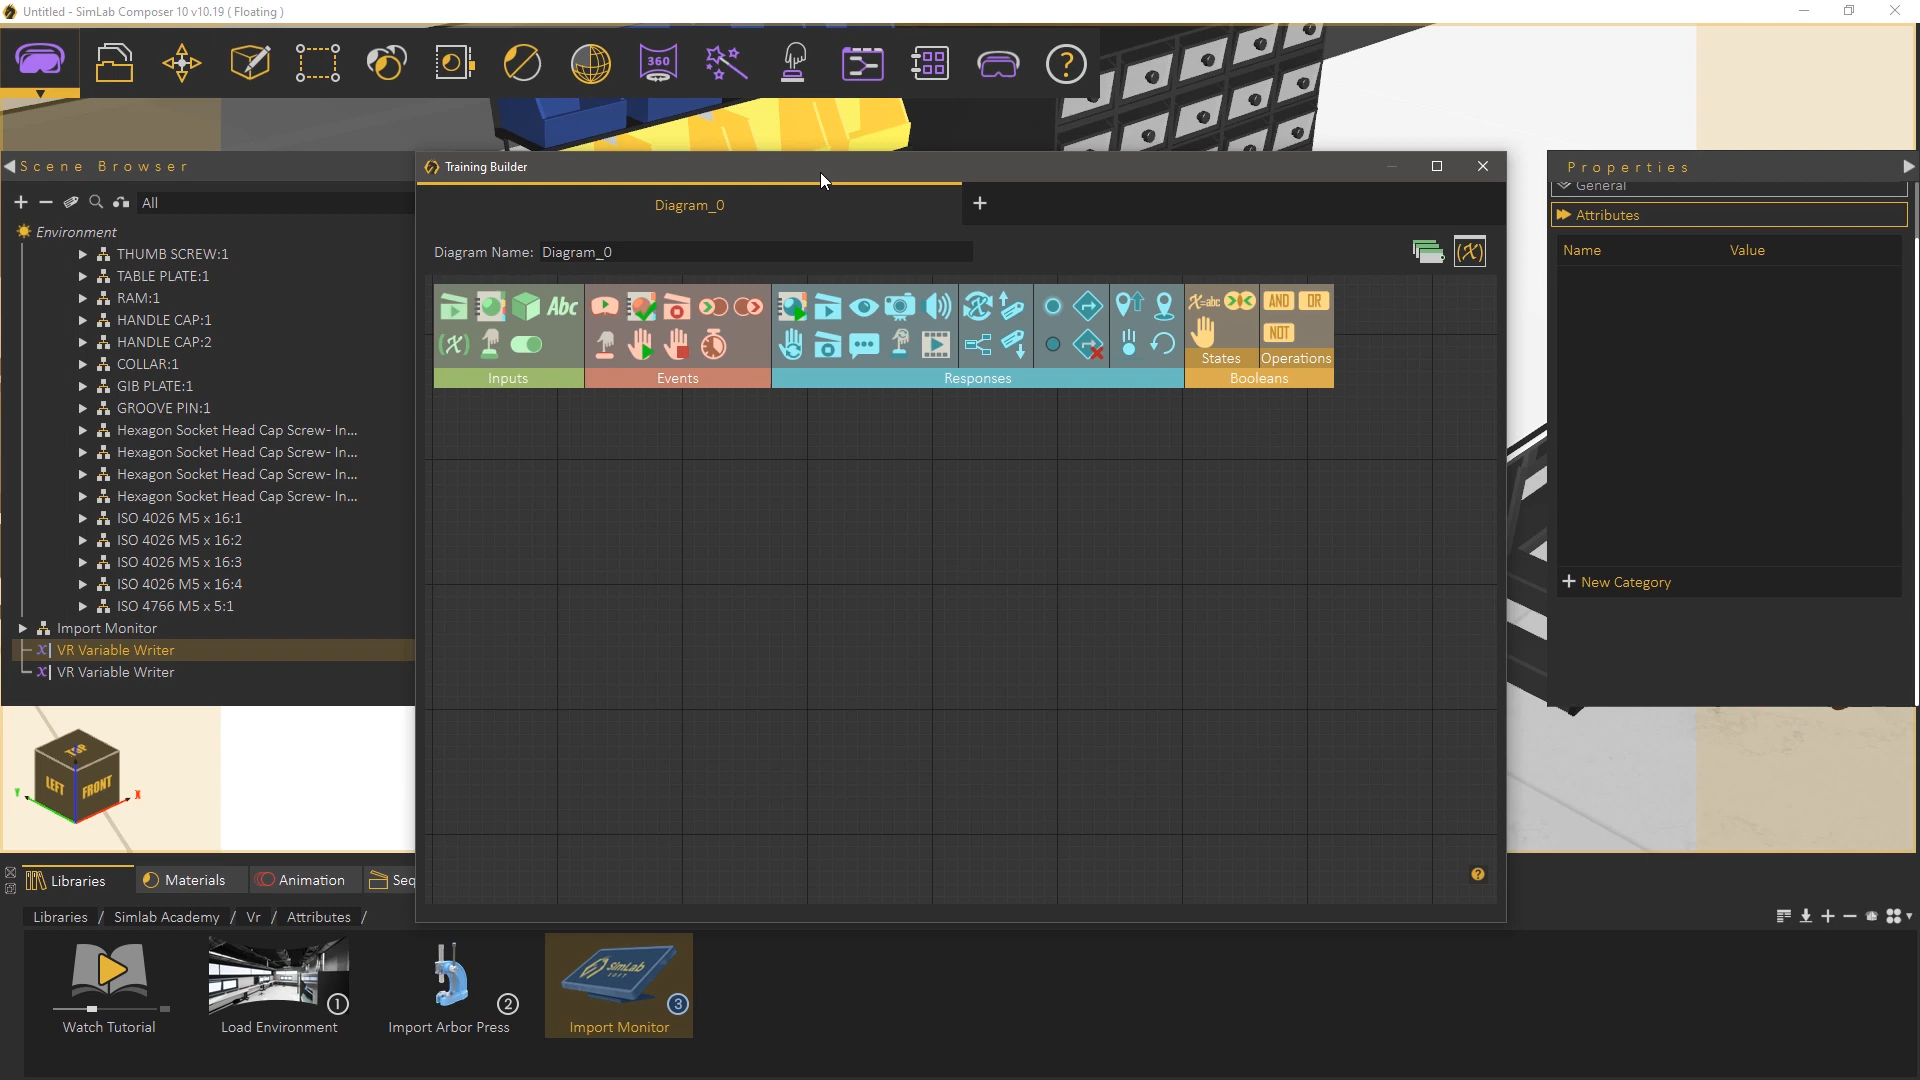 Untitled - SimLab Composer 10 v10.19 ( Floating )
360
Scene Browser
All
Environment
THUMB SCREW:1
TABLE PLATE:1
RAM:1
HANDLE CAP:1
HANDLE CAP:2
COLLAR:1
GIB PLATE:1
GROOVE PIN:1
Hexagon Socket Head Cap Screw- In...
Hexagon Socket Head Cap Screw- In...
Hexagon Socket Head Cap Screw- In...
Hexagon Socket Head Cap Screw- In...
ISO 4026 M5 x 16:1
ISO 4026 M5 x 16:2
ISO 4026 M5 x 16:3
ISO 4026 M5 x 16:4
ISO 4766 M5 x 5:1
Import Monitor
VR Variable Writer
VR Variable Writer
Training Builder
Diagram_0
Diagram Name: Diagram_0
(X)
Abc
(X)
Inputs
Events
Responses
X=abc
States
AND OR
NOT
Operations
Booleans
Properties
General
Attributes
Name Value
+ New Category
TOP
LEFT
FRONT
Y
X
Libraries
Materials
Animation
Seq
Libraries / Simlab Academy / Vr / Attributes /
Watch Tutorial
1
Load Environment
2
Import Arbor Press
SimLab
SOFT
3
Import Monitor